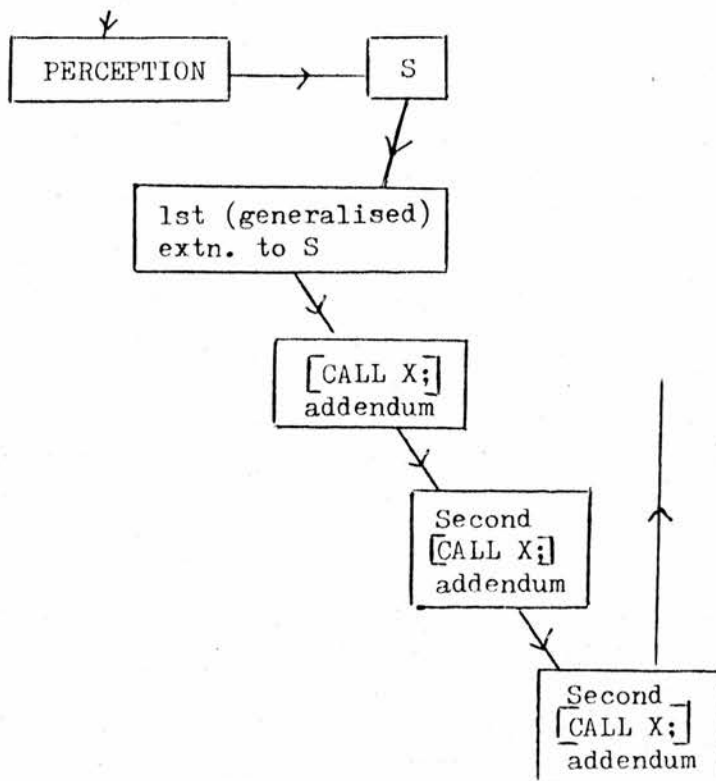 PERCEPTION
S
1st (generalised)
extn. to S
[CALL X;]
addendum
Second
[CALL X;]
addendum
Second
[CALL X;]
addendum